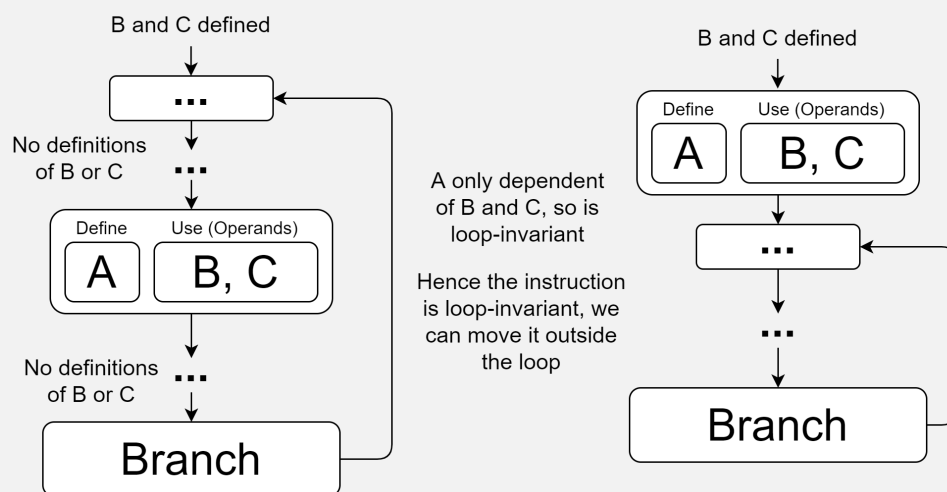 B and C defined
...
No definitions
of B or C
...
Define
Use (Operands)
A
B, C
No definitions
of B or C
...
Branch
A only dependent
of B and C, so is
loop-invariant
Hence the instruction
is loop-invariant, we
can move it outside
the loop
B and C defined
Define
Use (Operands)
A
B, C
...
...
Branch